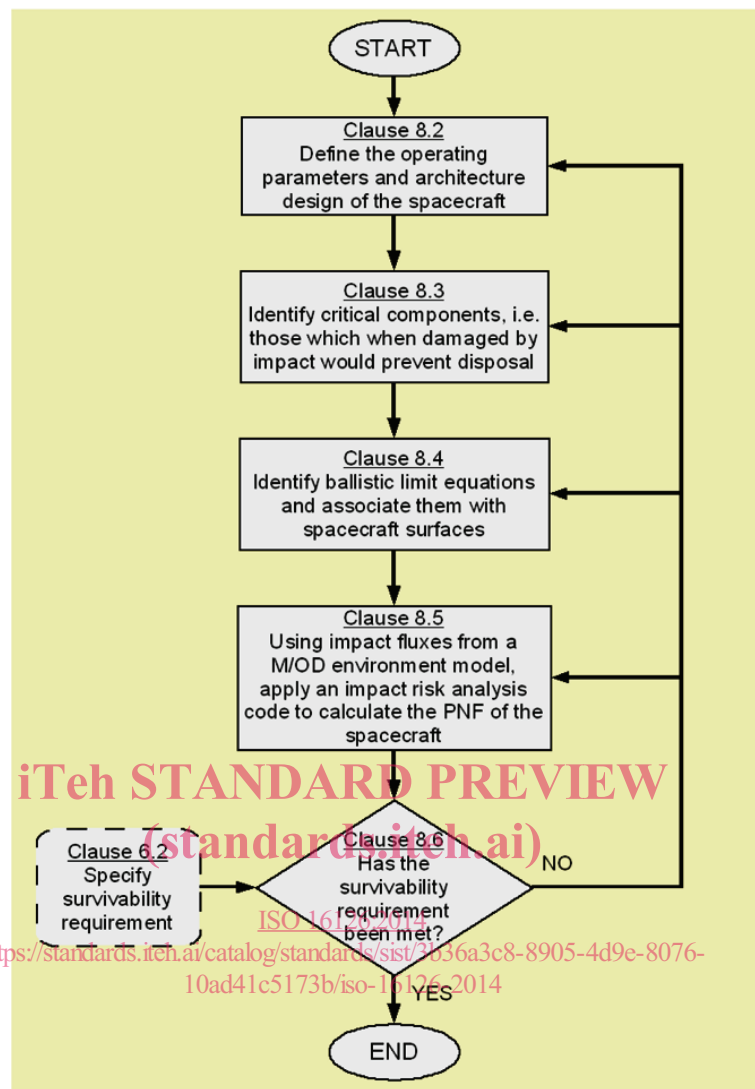 START
Clause 8.2
Define the operating
parameters and architecture
design of the spacecraft
Clause 8.3
Identify critical components, i.e.
those which when damaged by
impact would prevent disposal
Clause 8.4
Identify ballistic limit equations
and associate them with
spacecraft surfaces
Clause 8.5
Using impact fluxes from a
M/OD environment model,
apply an impact risk analysis
code to calculate the PNF of the
spacecraft
iTeh STANDARD PREVIEW
(standards.iteh.ai)
Clause 6.2
Specify
survivability
requirement
Clause 8.6
Has the
survivability
requirement
been met?
NO
ISO 16126:2014
tps://standards.iteh.ai/catalog/standards/sist/3b36a3c8-8905-4d9e-8076-
10ad41c5173b/iso-16126-2014
YES
END